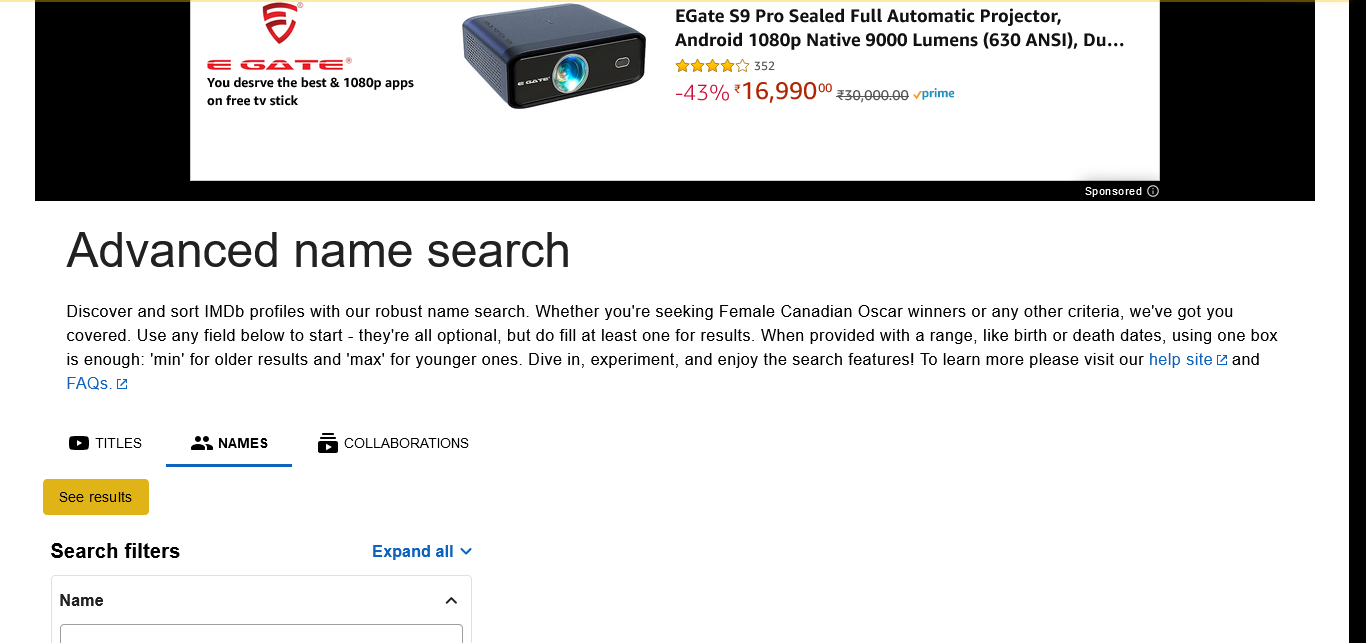 E GATE®
You desrve the best & 1080p apps
on free tv stick
E GATE
EGate S9 Pro Sealed Full Automatic Projector,
Android 1080p Native 9000 Lumens (630 ANSI), Du...
352
-43% ₹16,990.00 ₹30,000.00 prime
Sponsored
Advanced name search
Discover and sort IMDb profiles with our robust name search. Whether you're seeking Female Canadian Oscar winners or any other criteria, we've got you
covered. Use any field below to start - they're all optional, but do fill at least one for results. When provided with a range, like birth or death dates, using one box
is enough: 'min' for older results and 'max' for younger ones. Dive in, experiment, and enjoy the search features! To learn more please visit our help site and
FAQs.
TITLES NAMES COLLABORATIONS
See results
Search filters Expand all
Name